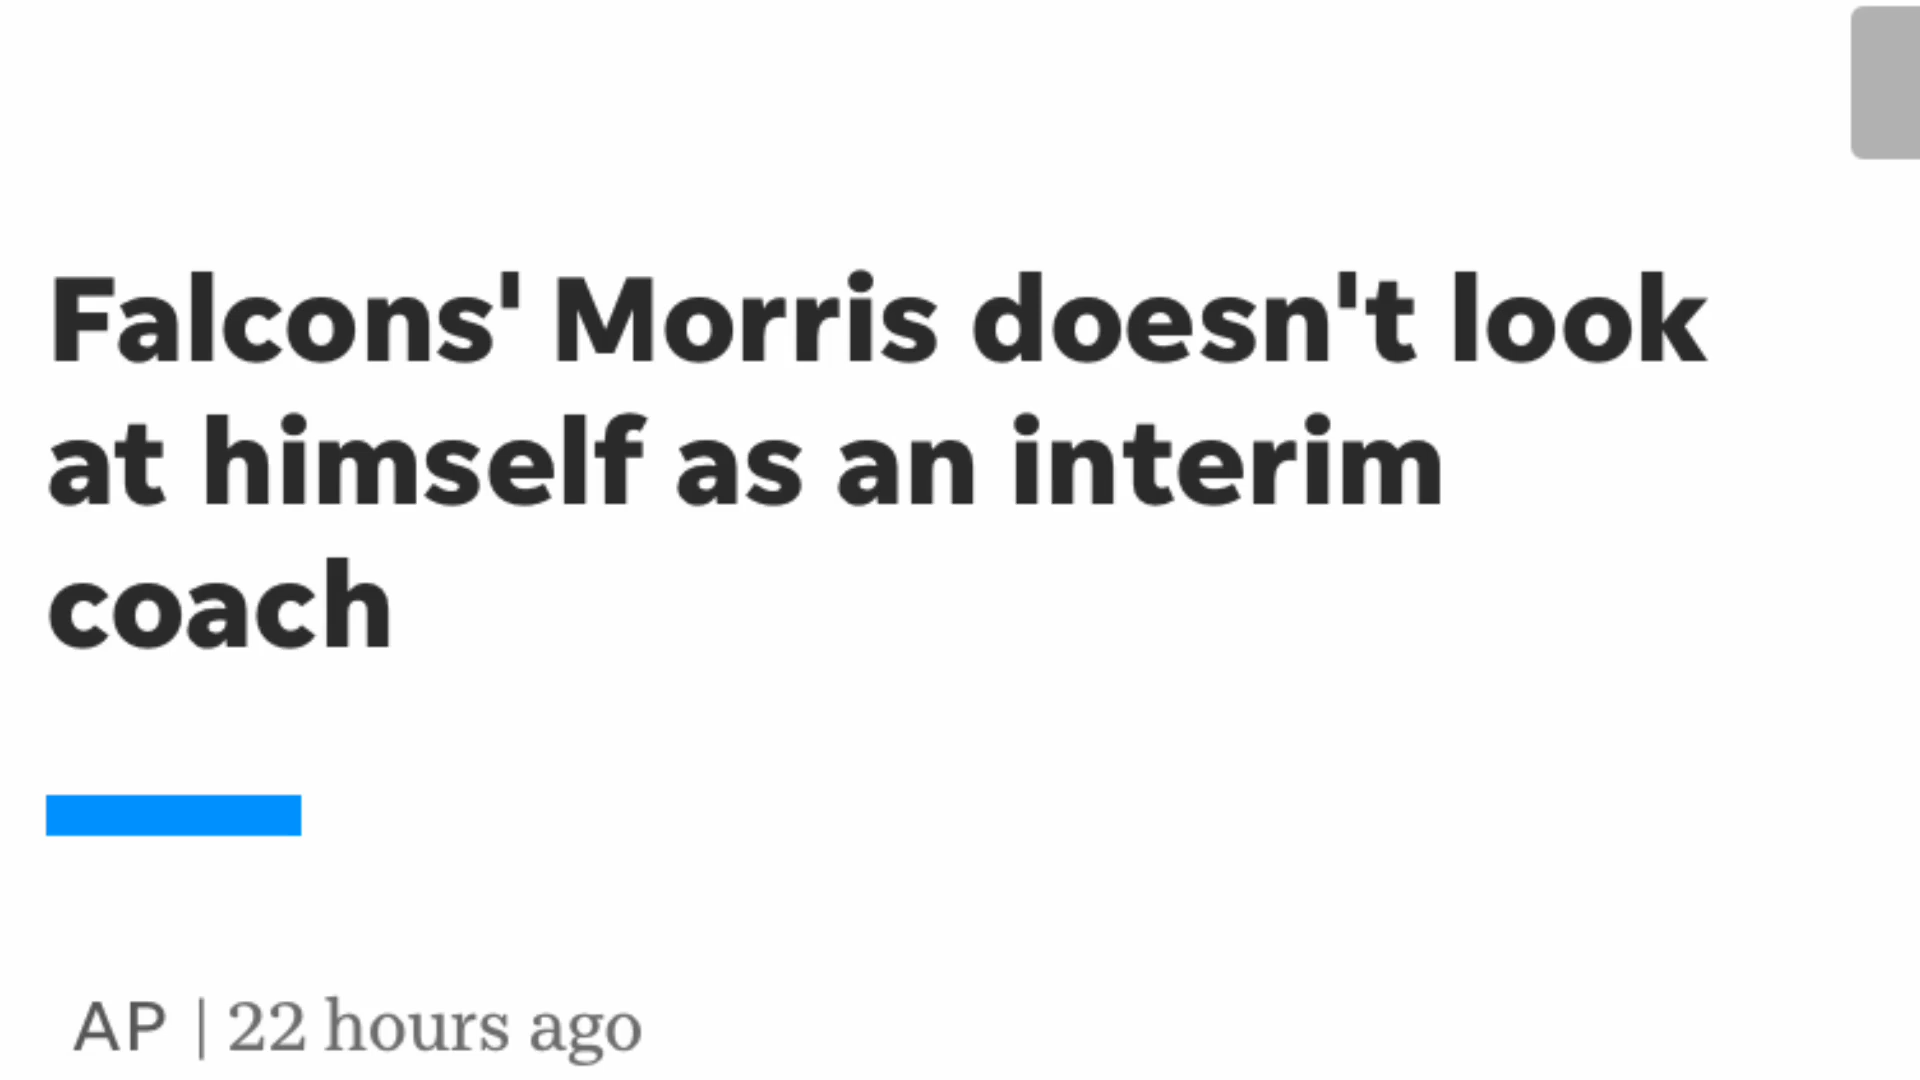 Falcons' Morris doesn't look
at himself as an interim
coach
AP | 22 hours ago